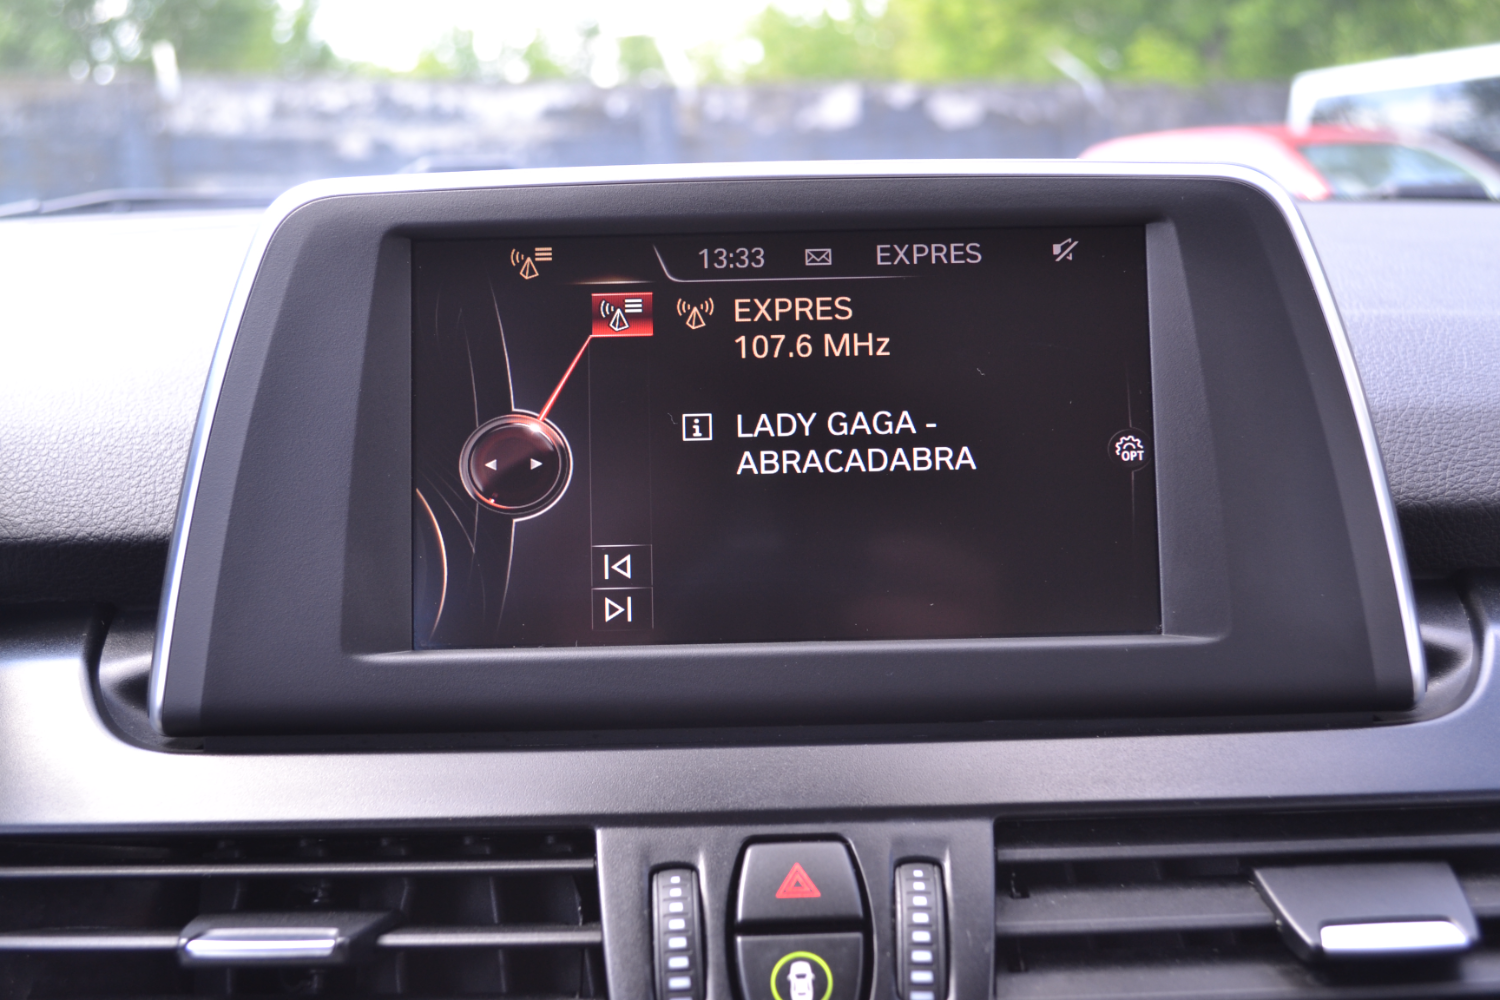 13:33 EXPRES
EXPRES
107.6 MHz
i LADY GAGA -
ABRACADABRA
OPT